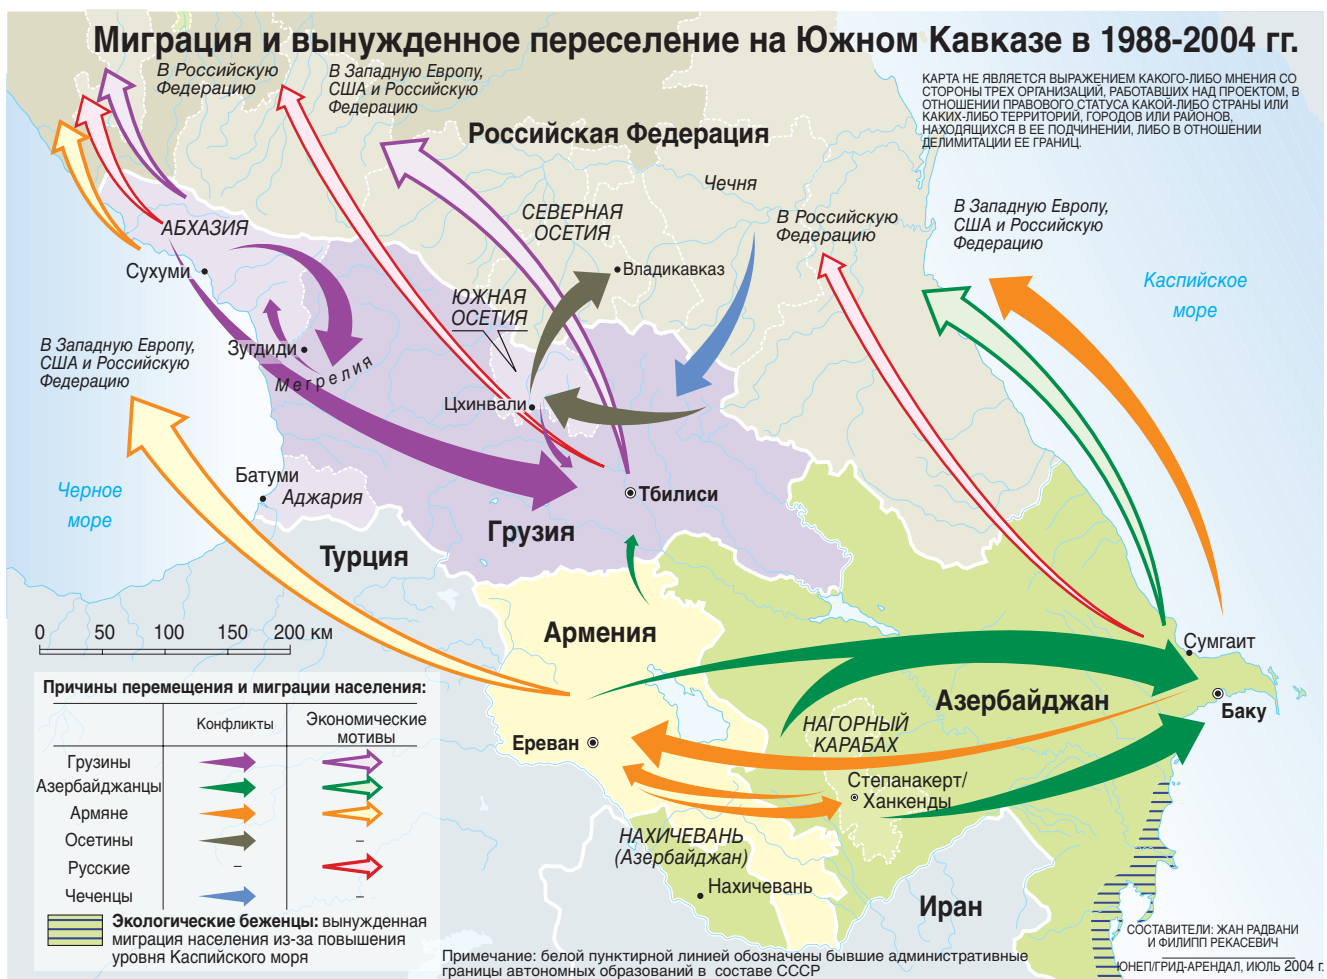 Миграция и вынужденное переселение на Южном Кавказе в 1988-2004 гг.
В Российскую
Федерацию
В Западную Европу,
США и Российскую
Федерацию
КАРТА НЕ ЯВЛЯЕТСЯ ВЫРАЖЕНИЕМ КАКОГО-ЛИБО МНЕНИЯ СО
СТОРОНЫ ТРЕХ ОРГАНИЗАЦИЙ, РАБОТАВШИХ НАД ПРОЕКТОМ, В
ОТНОШЕНИИ ПРАВОВОГО СТАТУСА КАКОЙ-ЛИБО СТРАНЫ ИЛИ
КАКИХ-ЛИБО ТЕРРИТОРИЙ, ГОРОДОВ ИЛИ РАЙОНОВ,
НАХОДЯЩИХСЯ В ЕЕ ПОДЧИНЕНИИ, ЛИБО В ОТНОШЕНИИ
ДЕЛИМИТАЦИИ ЕЕ ГРАНИЦ.
Российская Федерация
Чечня
СЕВЕРНАЯ
ОСЕТИЯ
В Российскую
Федерацию
В Западную Европу,
США и Российскую
Федерацию
АБХАЗИЯ
Сухуми
Владикавказ
Каспийское
море
ЮЖНАЯ
ОСЕТИЯ
В Западную Европу,
США и Российскую
Федерацию
Зугдиди
Мегрелия
Цхинвали
Батуми
Аджария
Черное
море
Тбилиси
Грузия
Турция
Армения
0 50 100 150 200 км
Сумгаит
Азербайджан
Баку
НАГОРНЫЙ
КАРАБАХ
Ереван
Степанакерт/
Ханкенды
НАХИЧЕВАНЬ
(Азербайджан)
Нахичевань
Иран
Причины перемещения и миграции населения:
Конфликты
Экономические
мотивы
Грузины
Азербайджанцы
Армяне
Осетины –
Русские –
Чеченцы –
Экологические беженцы: вынужденная
миграция населения из-за повышения
уровня Каспийского моря
Примечание: белой пунктирной линией обозначены бывшие административные
границы автономных образований в составе СССР
СОСТАВИТЕЛИ: ЖАН РАДВАНИ
И ФИЛИПП РЕКАСЕВИЧ
ЮНЕП/ГРИД-АРЕНДАЛ, ИЮЛЬ 2004 г.